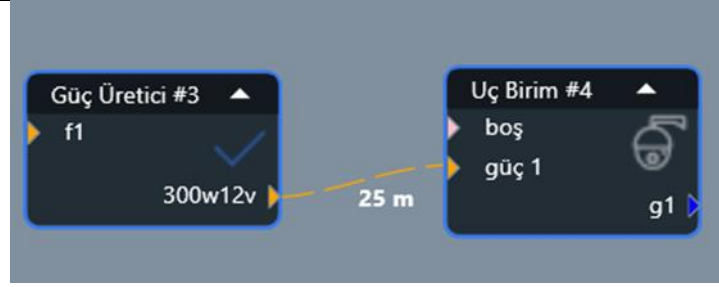 Güç Üretici #3
f1
300w12v
25 m
Uç Birim #4
boş
güç 1
g1